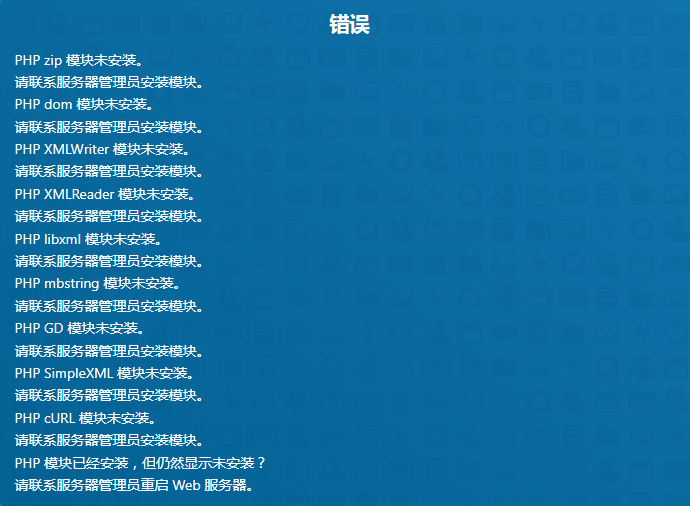 错误
PHP zip 模块未安装。
请联系服务器管理员安装模块。
PHP dom 模块未安装。
请联系服务器管理员安装模块。
PHP XMLWriter 模块未安装。
请联系服务器管理员安装模块。
PHP XMLReader 模块未安装。
请联系服务器管理员安装模块。
PHP libxml 模块未安装。
请联系服务器管理员安装模块。
PHP mbstring 模块未安装。
请联系服务器管理员安装模块。
PHP GD 模块未安装。
请联系服务器管理员安装模块。
PHP SimpleXML 模块未安装。
请联系服务器管理员安装模块。
PHP cURL 模块未安装。
请联系服务器管理员安装模块。
PHP 模块已经安装，但仍然显示未安装？
请联系服务器管理员重启 Web 服务器。